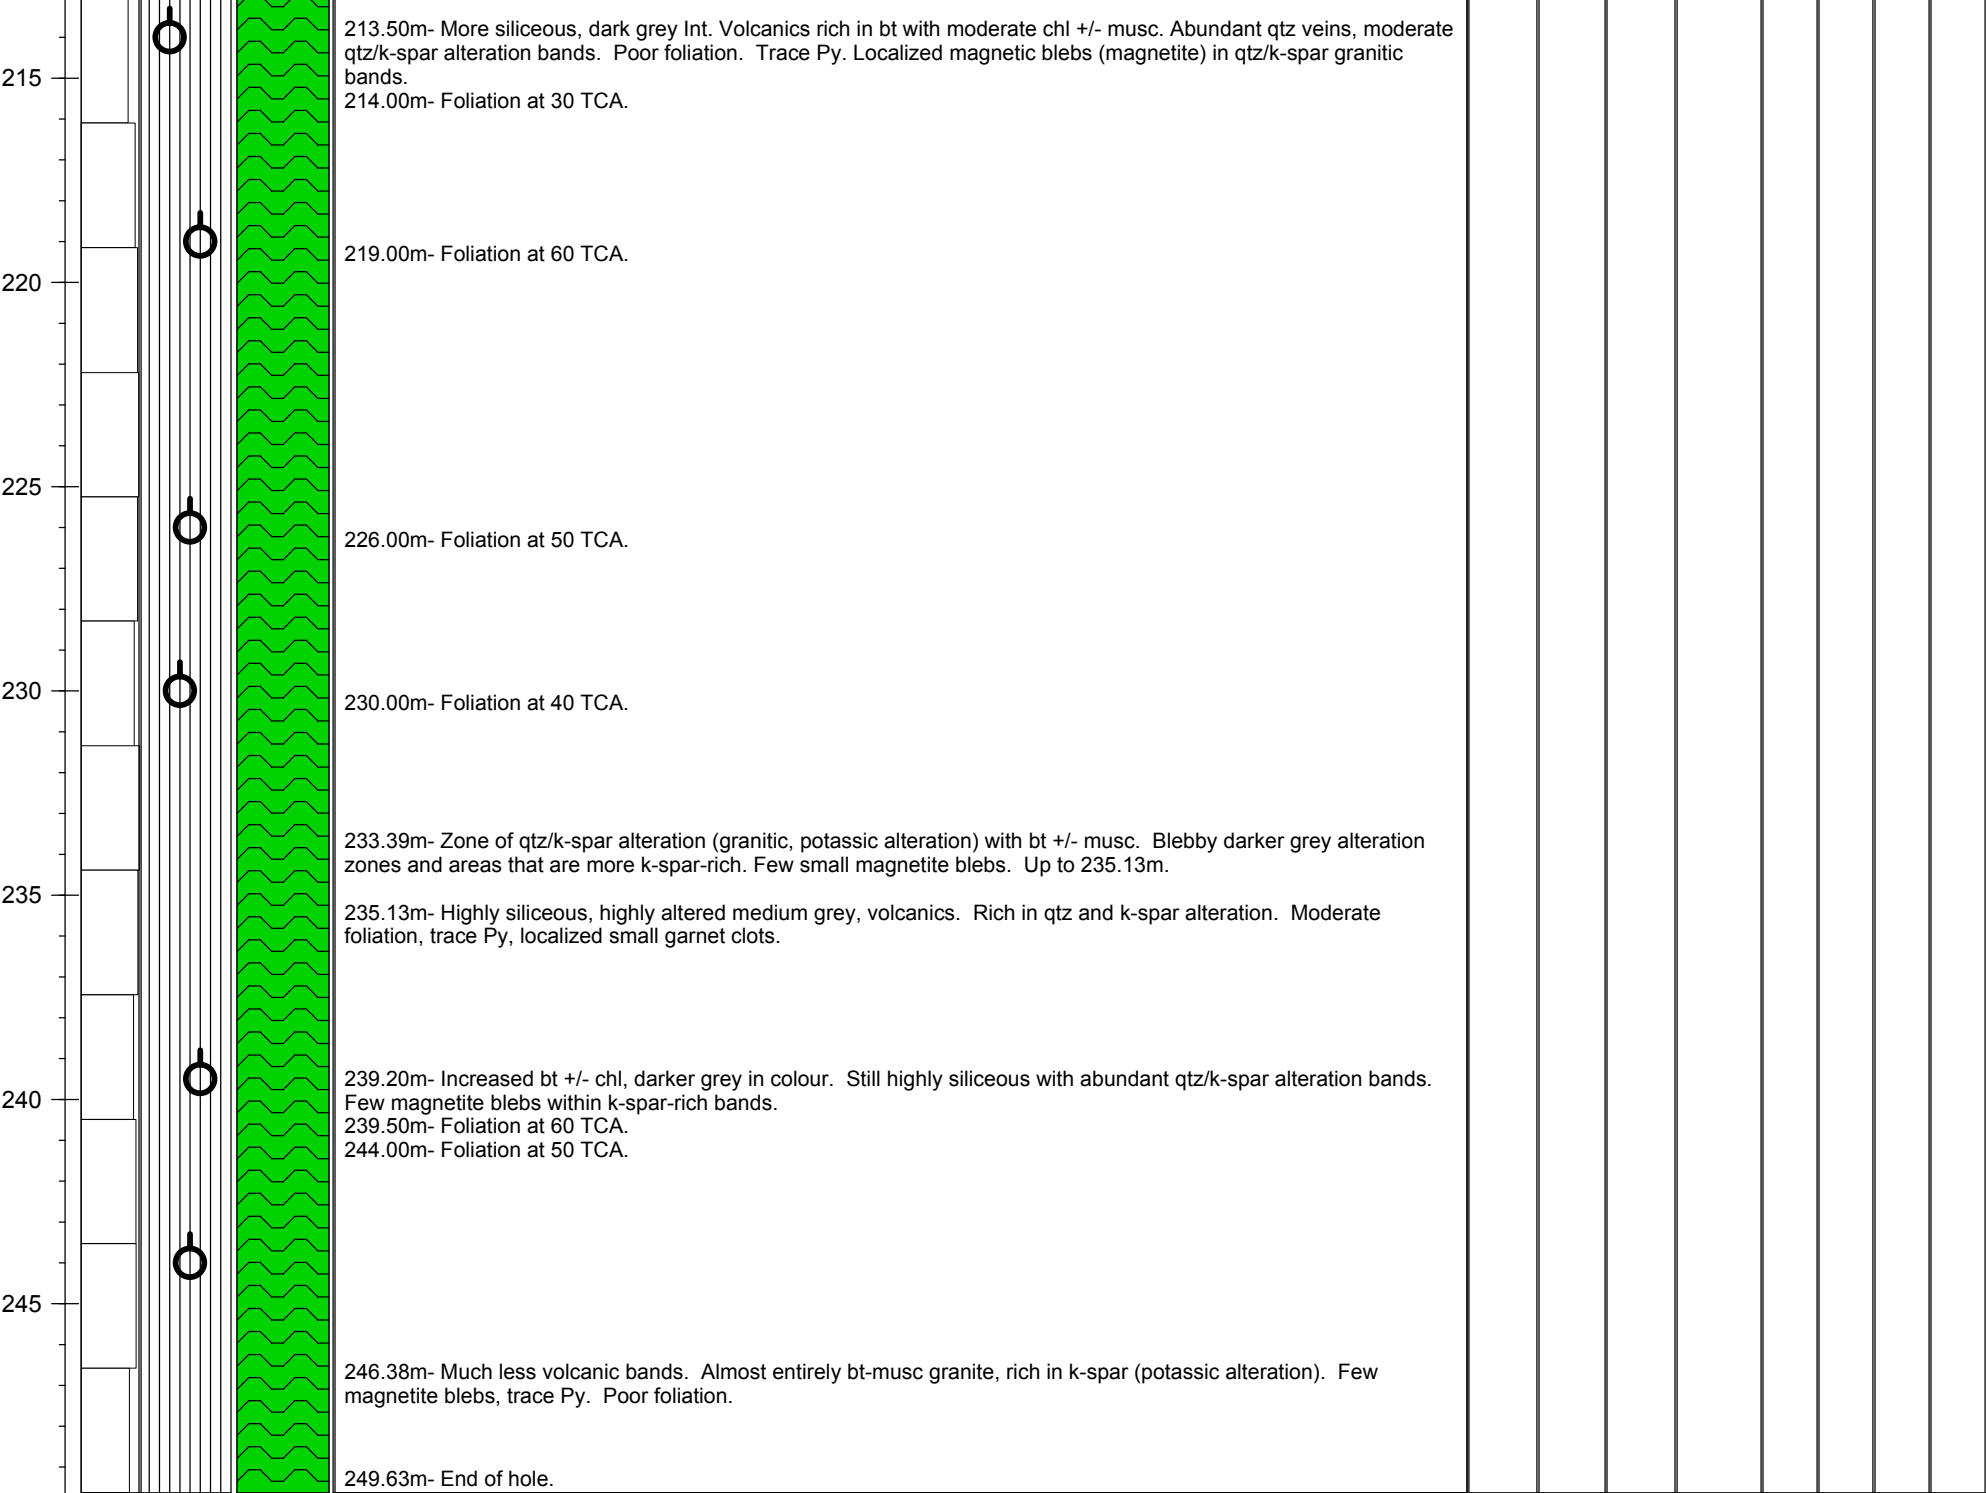 213.50m- More siliceous, dark grey Int. Volcanics rich in bt with moderate chl +/- musc. Abundant qtz veins, moderate
qtz/k-spar alteration bands.  Poor foliation.  Trace Py. Localized magnetic blebs (magnetite) in qtz/k-spar granitic
bands.
215
214.00m- Foliation at 30 TCA.
219.00m- Foliation at 60 TCA.
220
225
226.00m- Foliation at 50 TCA.
230
230.00m- Foliation at 40 TCA.
233.39m- Zone of qtz/k-spar alteration (granitic, potassic alteration) with bt +/- musc.  Blebby darker grey alteration
zones and areas that are more k-spar-rich. Few small magnetite blebs.  Up to 235.13m.
235
235.13m- Highly siliceous, highly altered medium grey, volcanics.  Rich in qtz and k-spar alteration.  Moderate
foliation, trace Py, localized small garnet clots.
239.20m- Increased bt +/- chl, darker grey in colour.  Still highly siliceous with abundant qtz/k-spar alteration bands.
240
Few magnetite blebs within k-spar-rich bands.
239.50m- Foliation at 60 TCA.
244.00m- Foliation at 50 TCA.
245
246.38m- Much less volcanic bands.  Almost entirely bt-musc granite, rich in k-spar (potassic alteration).  Few
magnetite blebs, trace Py.  Poor foliation.
249.63m- End of hole.